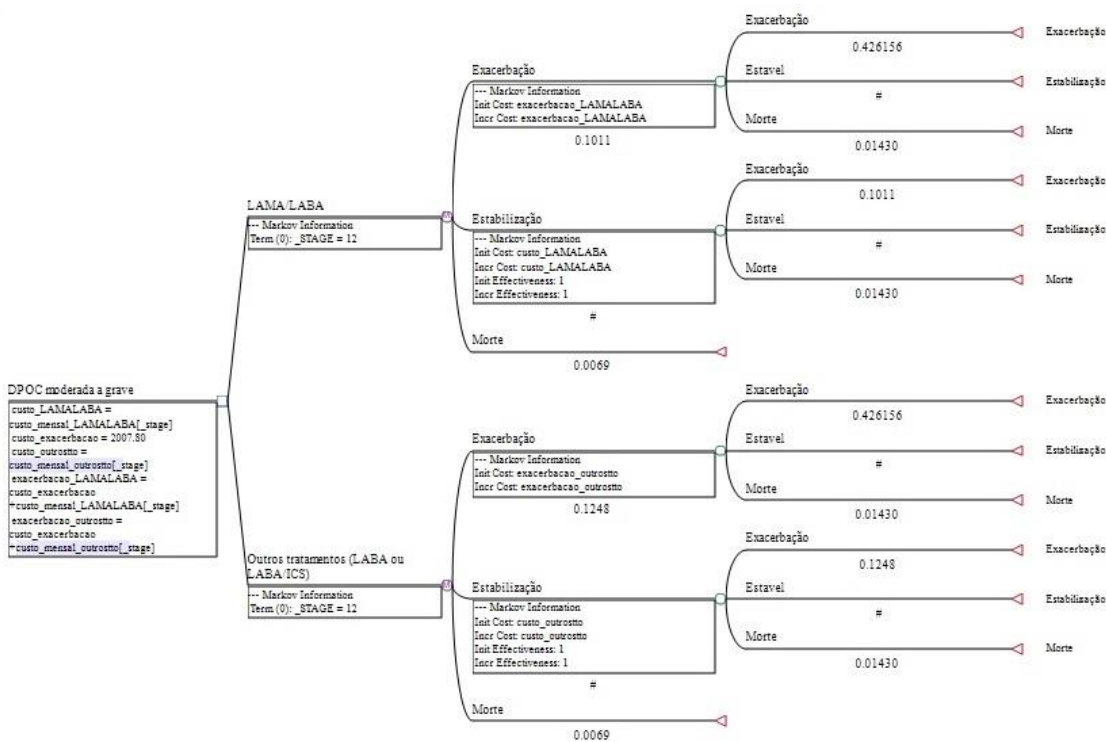 Exacerbação
0.426156
Exacerbação
Estavel
#
Estabilização
Morte
0.01430
Morte
Exacerbação
--- Markov Information
Init Cost: exacerbacao_LAMALABA
Incr Cost: exacerbacao_LAMALABA
0.1011
Exacerbação
0.1011
Exacerbação
Estavel
#
Estabilização
Morte
0.01430
Morte
LAMA/LABA
--- Markov Information
Term (0): _STAGE = 12
Estabilização
--- Markov Information
Init Cost: custo_LAMALABA
Incr Cost: custo_LAMALABA
Init Effectiveness: 1
Incr Effectiveness: 1
#
Morte
0.0069
DPOC moderada a grave
custo_LAMALABA =
custo_mensal_LAMALABA[_stage]
custo_exacerbacao = 2007.80
custo_outrostto =
custo_mensal_outrostto[_stage]
exacerbacao_LAMALABA =
custo_exacerbacao
+custo_mensal_LAMALABA[_stage]
exacerbacao_outrostto =
custo_exacerbacao
+custo_mensal_outrostto[_stage]
Exacerbação
0.426156
Exacerbação
Estavel
#
Estabilização
Morte
0.01430
Morte
Exacerbação
--- Markov Information
Init Cost: exacerbacao_outrostto
Incr Cost: exacerbacao_outrostto
0.1248
Outros tratamentos (LABA ou
LABA/ICS)
--- Markov Information
Term (0): _STAGE = 12
Exacerbação
0.1248
Exacerbação
Estavel
#
Estabilização
Morte
0.01430
Morte
Estabilização
--- Markov Information
Init Cost: custo_outrostto
Incr Cost: custo_outrostto
Init Effectiveness: 1
Incr Effectiveness: 1
#
Morte
0.0069